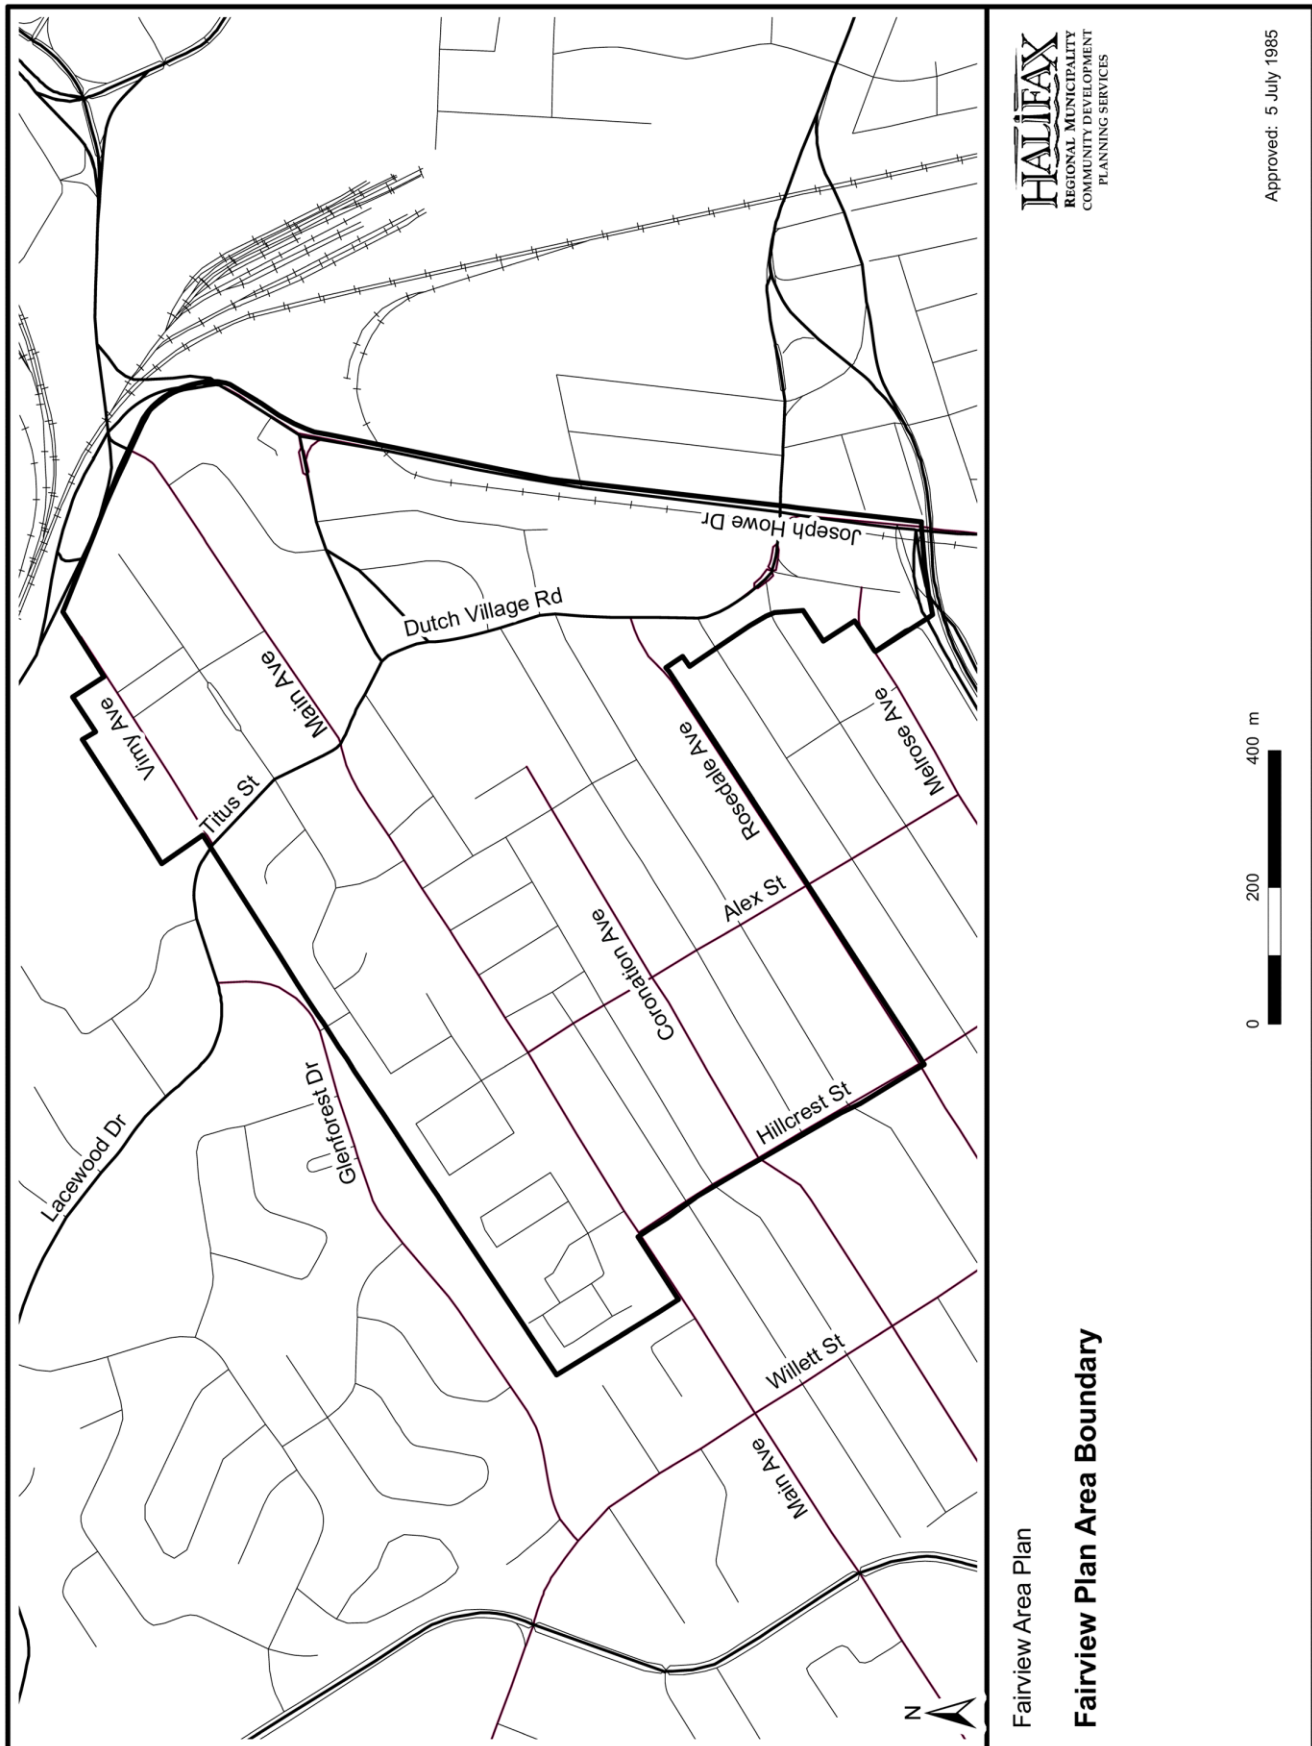 Lacewood Dr
Glenforest Dr
Titus St
Vimy Ave
Main Ave
Dutch Village Rd
Joseph Howe Dr
Rosedale Ave
Melrose Ave
Alex St
Coronation Ave
Hillcrest St
Willett St
Main Ave
N
Fairview Area Plan
Fairview Plan Area Boundary
0 200 400 m
HALIFAX
REGIONAL MUNICIPALITY
COMMUNITY DEVELOPMENT
PLANNING SERVICES
Approved: 5 July 1985